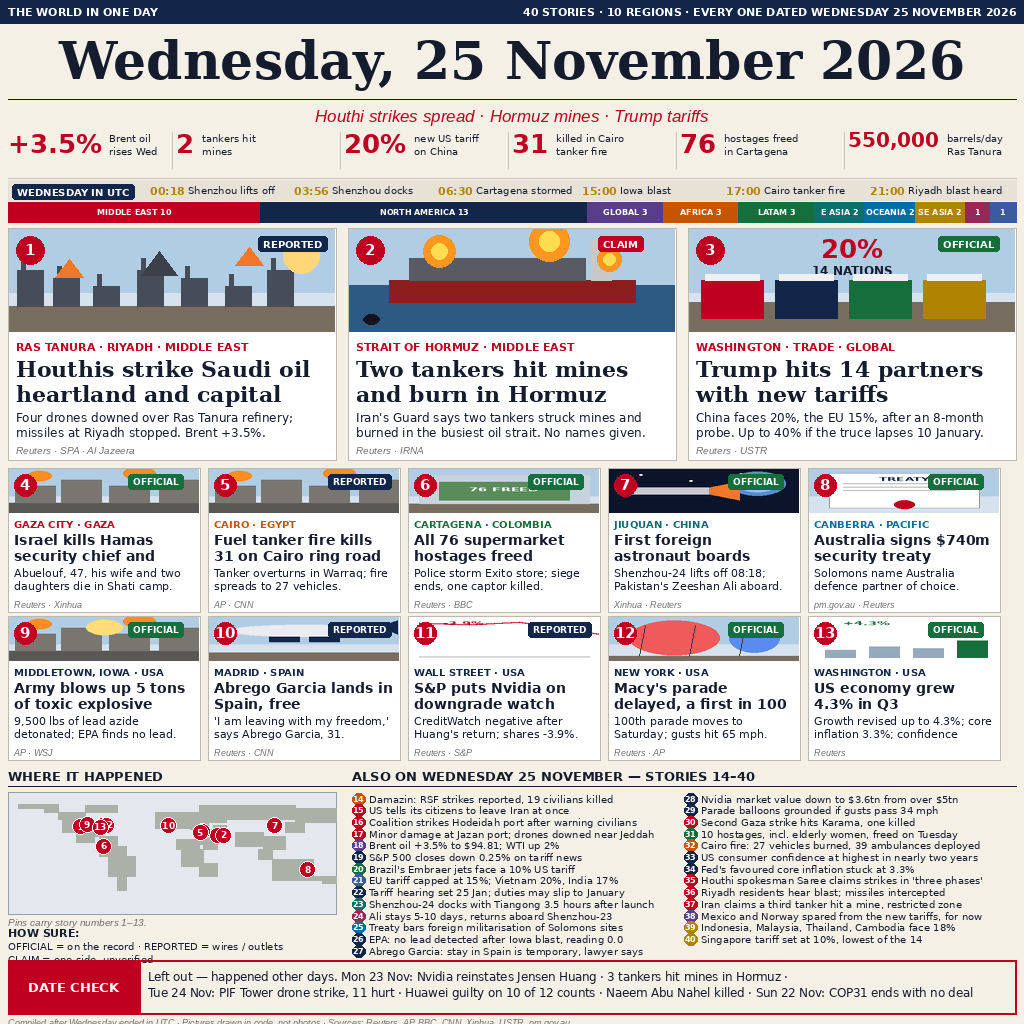 THE WORLD IN ONE DAY
40 STORIES · 10 REGIONS · EVERY ONE DATED WEDNESDAY 25 NOVEMBER 2026
Wednesday, 25 November 2026
Houthi strikes spread · Hormuz mines · Trump tariffs
+3.5% Brent oil rises Wed
2 tankers hit mines
20% new US tariff on China
31 killed in Cairo tanker fire
76 hostages freed in Cartagena
550,000 barrels/day Ras Tanura
WEDNESDAY IN UTC 00:18 Shenzhou lifts off 03:56 Shenzhou docks 06:30 Cartagena stormed 15:00 Iowa blast 17:00 Cairo tanker fire 21:00 Riyadh blast heard
MIDDLE EAST 10 NORTH AMERICA 13 GLOBAL 3 AFRICA 3 LATAM 3 E ASIA 2 OCEANIA 2 SE ASIA 2 1 1
1 REPORTED
RAS TANURA · RIYADH · MIDDLE EAST
Houthis strike Saudi oil
heartland and capital
Four drones downed over Ras Tanura refinery;
missiles at Riyadh stopped. Brent +3.5%.
Reuters · SPA · Al Jazeera
2 CLAIM
STRAIT OF HORMUZ · MIDDLE EAST
Two tankers hit mines
and burn in Hormuz
Iran's Guard says two tankers struck mines and
burned in the busiest oil strait. No names given.
Reuters · IRNA
3 20% OFFICIAL
14 NATIONS
WASHINGTON · TRADE · GLOBAL
Trump hits 14 partners
with new tariffs
China faces 20%, the EU 15%, after an 8-month
probe. Up to 40% if the truce lapses 10 January.
Reuters · USTR
4 OFFICIAL
GAZA CITY · GAZA
Israel kills Hamas
security chief and
Abuelouf, 47, his wife and two
daughters die in Shati camp.
Reuters · Xinhua
5 REPORTED
CAIRO · EGYPT
Fuel tanker fire kills
31 on Cairo ring road
Tanker overturns in Warraq; fire
spreads to 27 vehicles.
AP · CNN
6 76 FREED OFFICIAL
CARTAGENA · COLOMBIA
All 76 supermarket
hostages freed
Police storm Exito store; siege
ends, one captor killed.
Reuters · BBC
7 OFFICIAL
JIUQUAN · CHINA
First foreign
astronaut boards
Shenzhou-24 lifts off 08:18;
Pakistan's Zeeshan Ali aboard.
Xinhua · Reuters
8 TREATY OFFICIAL
CANBERRA · PACIFIC
Australia signs $740m
security treaty
Solomons name Australia
defence partner of choice.
pm.gov.au · Reuters
9 OFFICIAL
MIDDLETOWN, IOWA · USA
Army blows up 5 tons
of toxic explosive
9,500 lbs of lead azide
detonated; EPA finds no lead.
AP · WSJ
10 REPORTED
MADRID · SPAIN
Abrego Garcia lands in
Spain, free
'I am leaving with my freedom,'
says Abrego Garcia, 31.
Reuters · CNN
11 -3.9% REPORTED
WALL STREET · USA
S&P puts Nvidia on
downgrade watch
CreditWatch negative after
Huang's return; shares -3.9%.
Reuters · S&P
12 OFFICIAL
NEW YORK · USA
Macy's parade
delayed, a first in 100
100th parade moves to
Saturday; gusts hit 65 mph.
Reuters · AP
13 +4.3% OFFICIAL
WASHINGTON · USA
US economy grew
4.3% in Q3
Growth revised up to 4.3%; core
inflation 3.3%; confidence
Reuters
WHERE IT HAPPENED
9 13 2 10 5 2 7 6 8
Pins carry story numbers 1–13.
HOW SURE:
OFFICIAL = on the record · REPORTED = wires / outlets
CLAIM = one side, unverified
ALSO ON WEDNESDAY 25 NOVEMBER — STORIES 14–40
14 Damazin: RSF strikes reported, 19 civilians killed
15 US tells its citizens to leave Iran at once
16 Coalition strikes Hodeidah port after warning civilians
17 Minor damage at Jazan port; drones downed near Jeddah
18 Brent oil +3.5% to $94.81; WTI up 2%
19 S&P 500 closes down 0.25% on tariff news
20 Brazil's Embraer jets face a 10% US tariff
21 EU tariff capped at 15%; Vietnam 20%, India 17%
22 Tariff hearing set 25 Jan; duties may slip to January
23 Shenzhou-24 docks with Tiangong 3.5 hours after launch
24 Ali stays 5-10 days, returns aboard Shenzhou-23
25 Treaty bars foreign militarisation of Solomons sites
26 EPA: no lead detected after Iowa blast, reading 0.0
27 Abrego Garcia: stay in Spain is temporary, lawyer says
28 Nvidia market value down to $3.6tn from over $5tn
29 Parade balloons grounded if gusts pass 34 mph
30 Second Gaza strike hits Karama, one killed
31 10 hostages, incl. elderly women, freed on Tuesday
32 Cairo fire: 27 vehicles burned, 39 ambulances deployed
33 US consumer confidence at highest in nearly two years
34 Fed's favoured core inflation stuck at 3.3%
35 Houthi spokesman Saree claims strikes in 'three phases'
36 Riyadh residents hear blast; missiles intercepted
37 Iran claims a third tanker hit a mine, restricted zone
38 Mexico and Norway spared from the new tariffs, for now
39 Indonesia, Malaysia, Thailand, Cambodia face 18%
40 Singapore tariff set at 10%, lowest of the 14
DATE CHECK
Left out — happened other days. Mon 23 Nov: Nvidia reinstates Jensen Huang · 3 tankers hit mines in Hormuz ·
Tue 24 Nov: PIF Tower drone strike, 11 hurt · Huawei guilty on 10 of 12 counts · Naeem Abu Nahel killed · Sun 22 Nov: COP31 ends with no deal
Compiled after Wednesday ended in UTC · Pictures drawn in code, not photos · Sources: Reuters, AP, BBC, CNN, Xinhua, USTR, pm.gov.au